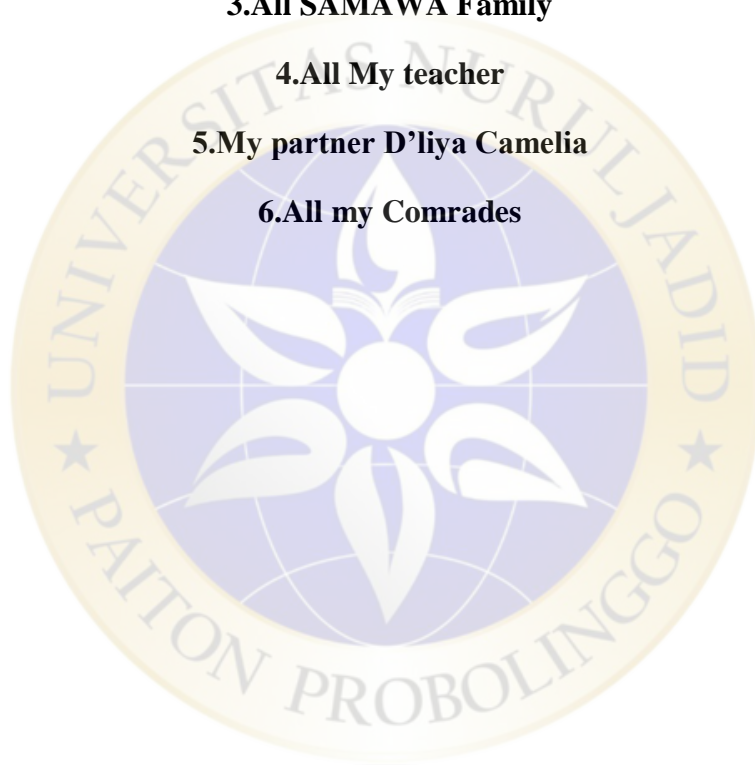 3.All SAMAWA Family
4.All My teacher
5.My partner D’liya Camelia
6.All my Comrades
UNIVERSITAS NURUL JADID
★ PAITON PROBOLINGGO ★